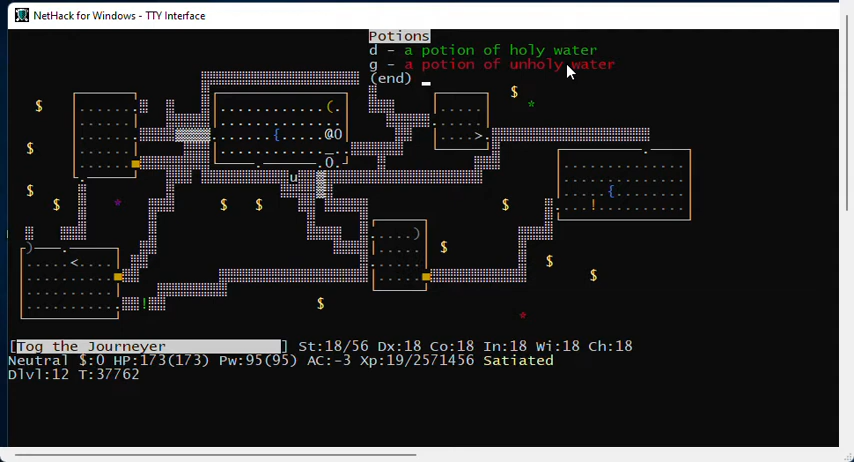 NetHack for Windows - TTY Interface
Potions
d - a potion of holy water
g - a potion of unholy water
(end)
[Tog the Journeyer ] St:18/56 Dx:18 Co:18 In:18 Wi:18 Ch:18
Neutral $:0 HP:173(173) Pw:95(95) AC:-3 Xp:19/2571456 Satiated
Dlvl:12 T:37762